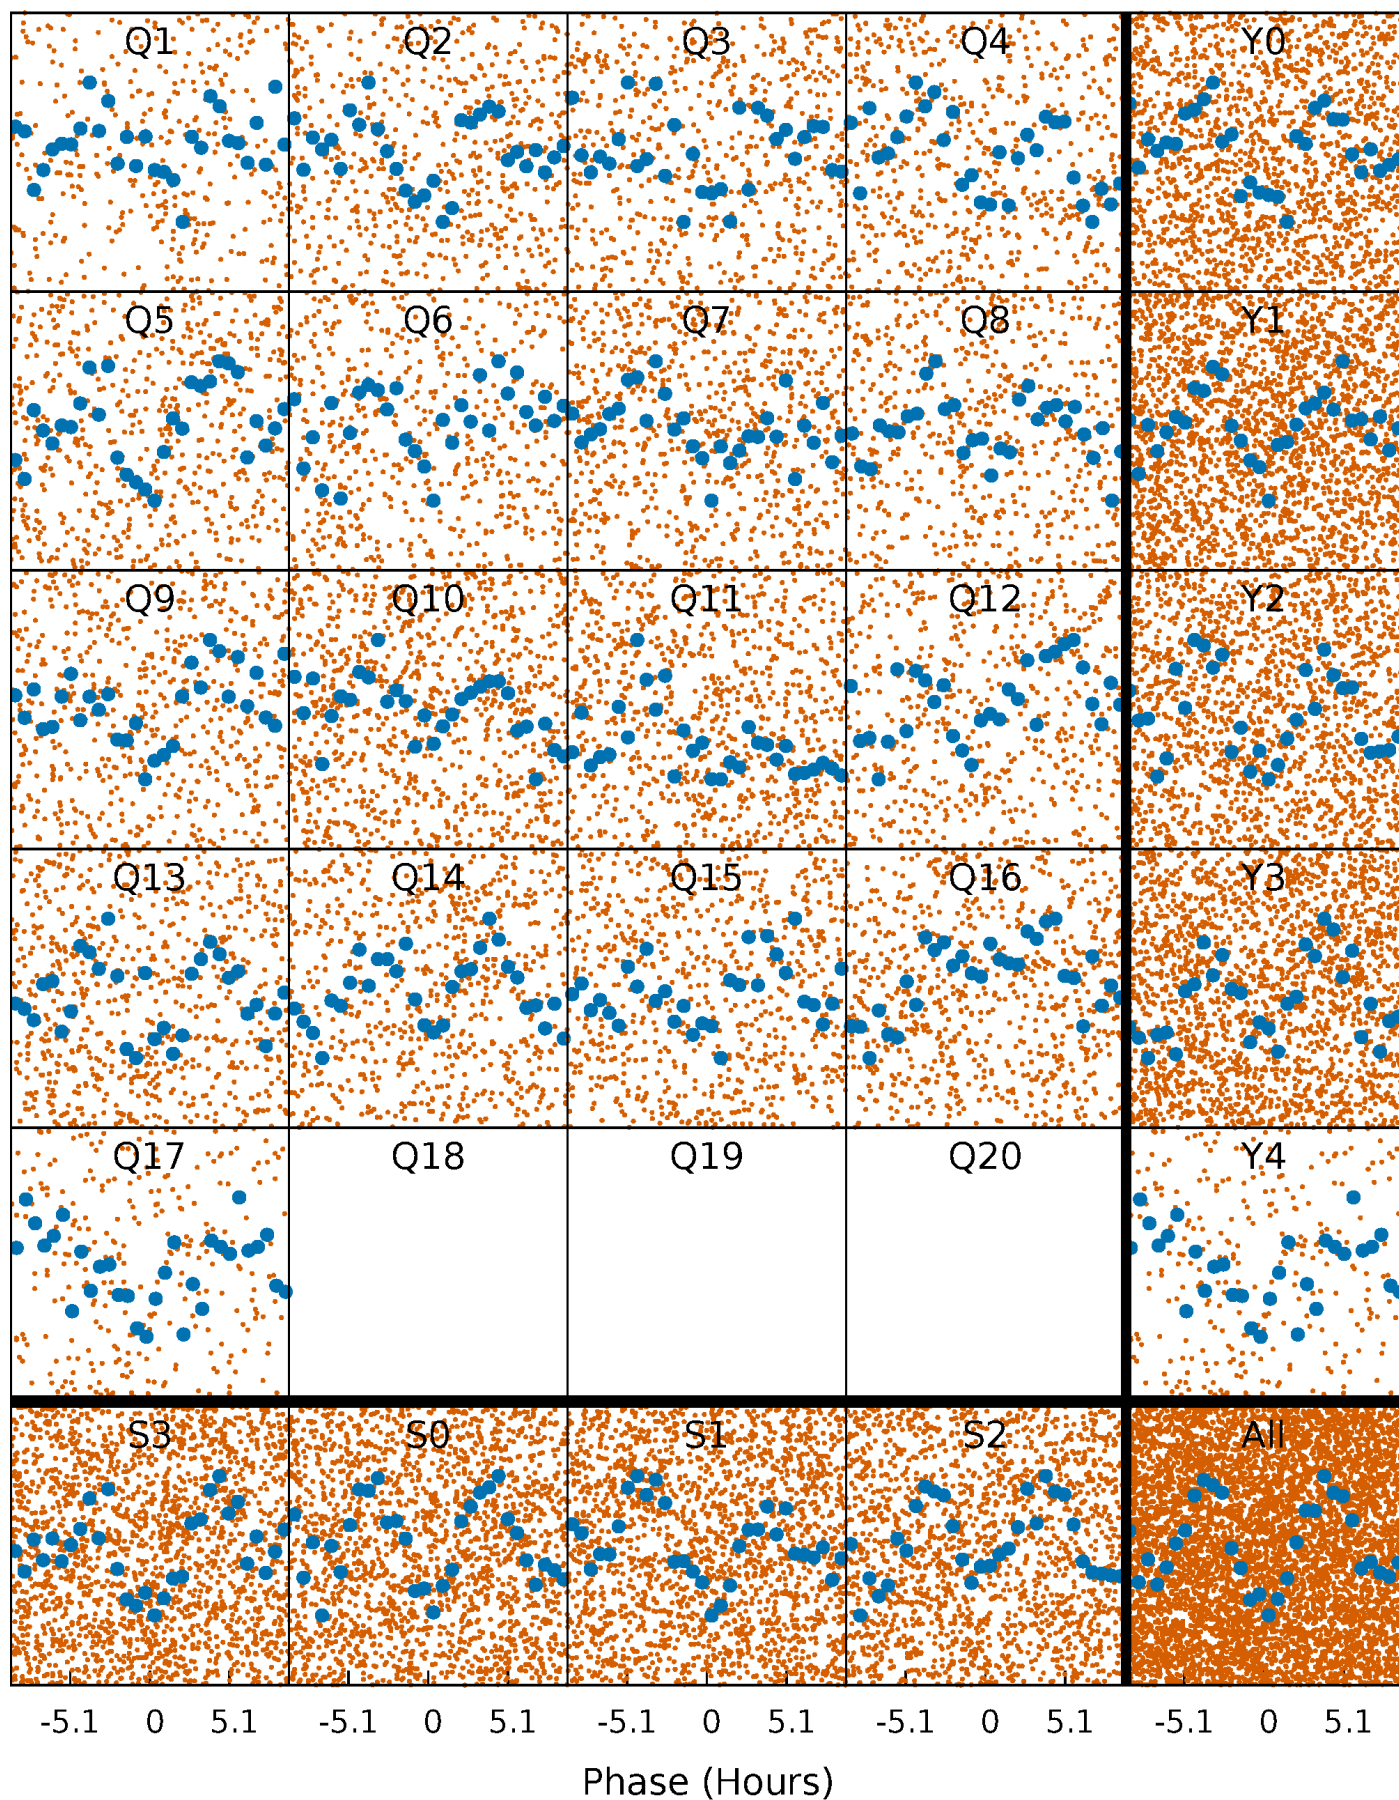 Q1 Q2 Q3 Q4 Y0
Q5 Q6 Q7 Q8 Y1
Q9 Q10 Q11 Q12 Y2
Q13 Q14 Q15 Q16 Y3
Q17 Q18 Q19 Q20 Y4
S3 S0 S1 S2 All
-5.1 0 5.1 -5.1 0 5.1 -5.1 0 5.1 -5.1 0 5.1 -5.1 0 5.1
Phase (Hours)